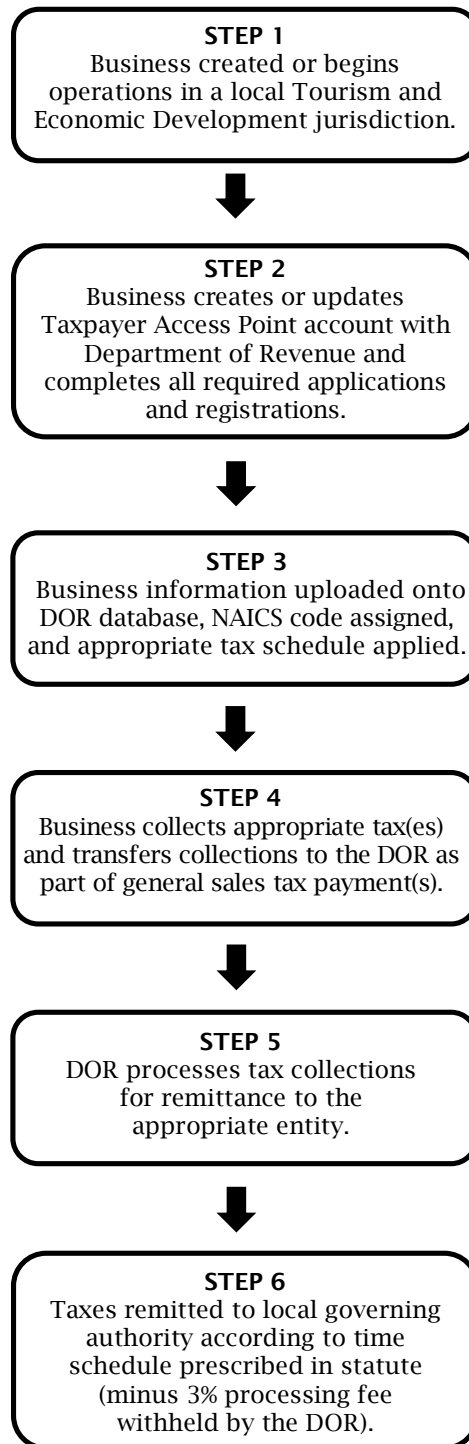 STEP 1
Business created or begins
operations in a local Tourism and
Economic Development jurisdiction.
STEP 2
Business creates or updates
Taxpayer Access Point account with
Department of Revenue and
completes all required applications
and registrations.
STEP 3
Business information uploaded onto
DOR database, NAICS code assigned,
and appropriate tax schedule applied.
STEP 4
Business collects appropriate tax(es)
and transfers collections to the DOR as
part of general sales tax payment(s).
STEP 5
DOR processes tax collections
for remittance to the
appropriate entity.
STEP 6
Taxes remitted to local governing
authority according to time
schedule prescribed in statute
(minus 3% processing fee
withheld by the DOR).